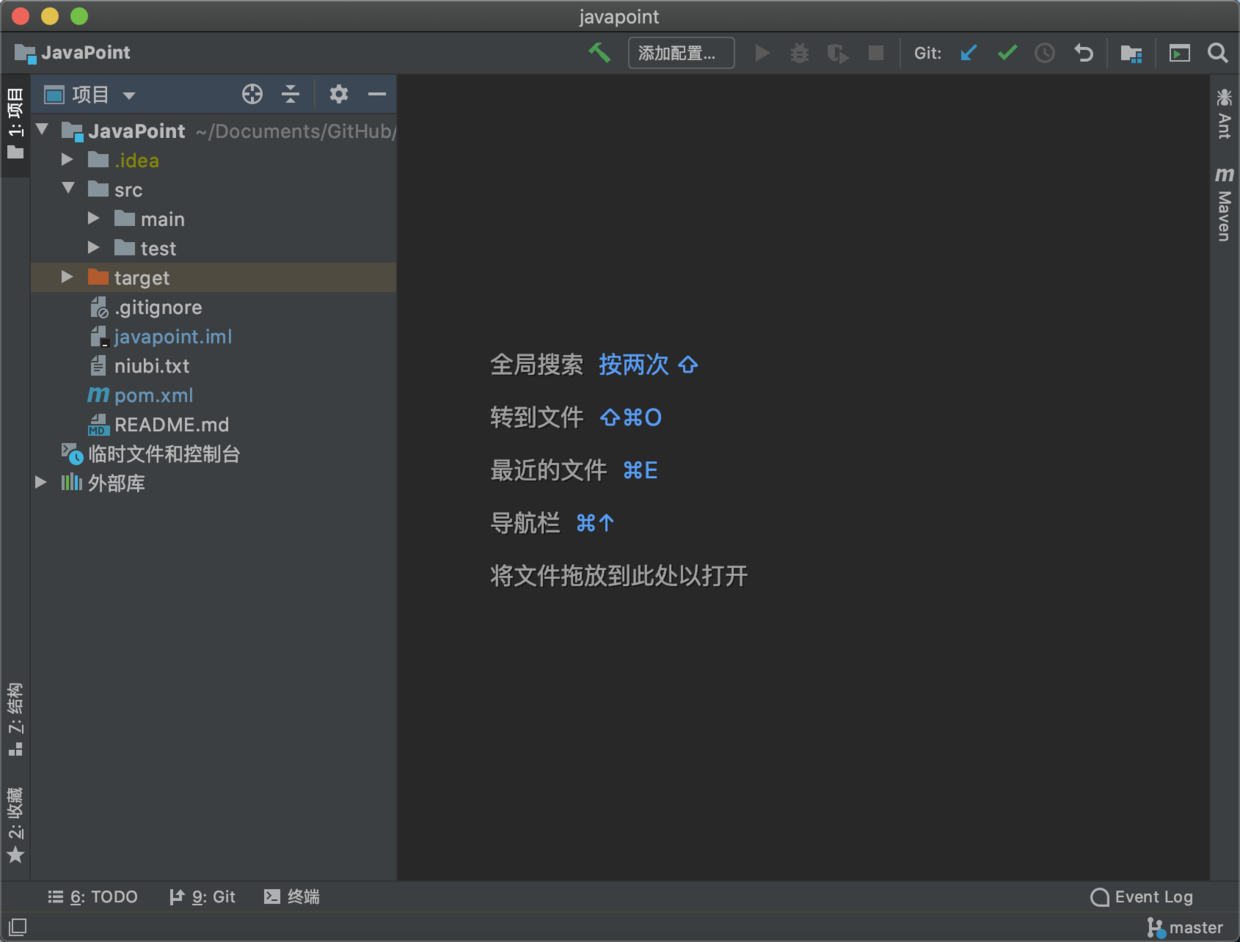 javapoint
JavaPoint
添加配置...
Git:
1: 项目
项目
JavaPoint ~/Documents/GitHub/
.idea
src
main
test
target
.gitignore
javapoint.iml
niubi.txt
pom.xml
MD README.md
临时文件和控制台
外部库
全局搜索 按两次 ⇧
转到文件 ⇧⌘O
最近的文件 ⌘E
导航栏 ⌘↑
将文件拖放到此处以打开
Ant
m Maven
Z: 结构
2: 收藏
6: TODO
9: Git
终端
Event Log
master